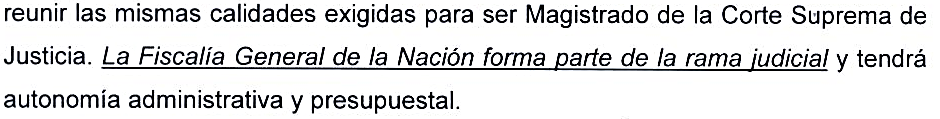 reunir las mismas calidades exigidas para ser Magistrado de la Corte Suprema de
Justicia. La Fiscalía General de la Nación forma parte de la rama judicial y tendrá
autonomía administrativa y presupuestal.